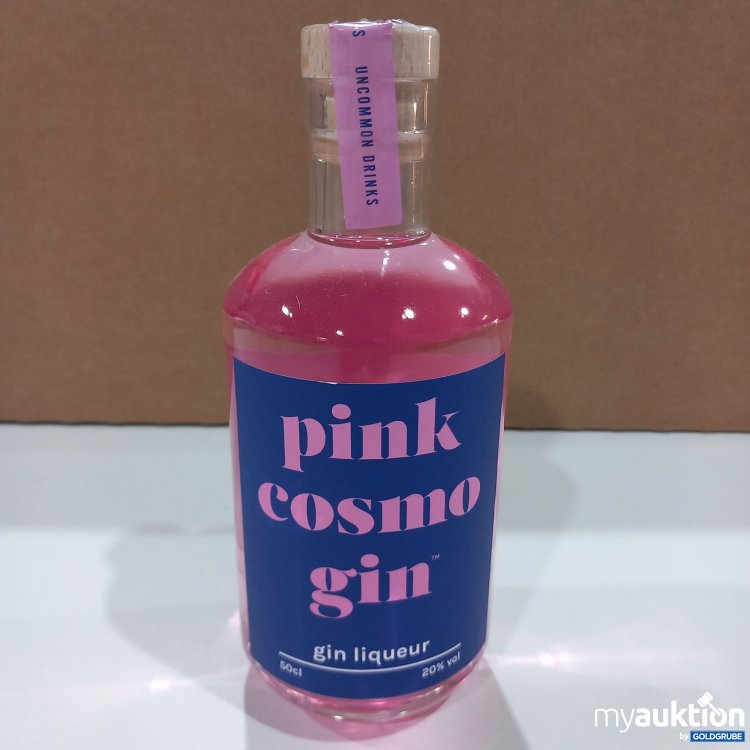 S
UNCOMMON DRINKS
pink
cosmo
gin™
gin liqueur
50cl 20% vol
myauktion
by GOLDGRUBE